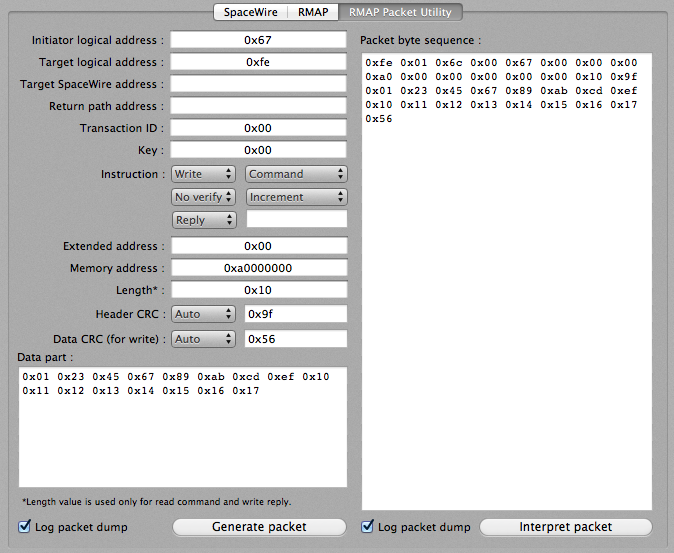 SpaceWire RMAP RMAP Packet Utility
Initiator logical address : 0x67
Target logical address : 0xfe
Target SpaceWire address :
Return path address :
Transaction ID : 0x00
Key : 0x00
Instruction : Write Command
No verify Increment
Reply
Extended address : 0x00
Memory address : 0xa0000000
Length* : 0x10
Header CRC : Auto 0x9f
Data CRC (for write) : Auto 0x56
Data part :
0x01 0x23 0x45 0x67 0x89 0xab 0xcd 0xef 0x10
0x11 0x12 0x13 0x14 0x15 0x16 0x17
*Length value is used only for read command and write reply.
Log packet dump Generate packet
Packet byte sequence :
0xfe 0x01 0x6c 0x00 0x67 0x00 0x00 0x00
0xa0 0x00 0x00 0x00 0x00 0x00 0x10 0x9f
0x01 0x23 0x45 0x67 0x89 0xab 0xcd 0xef
0x10 0x11 0x12 0x13 0x14 0x15 0x16 0x17
0x56
Log packet dump Interpret packet